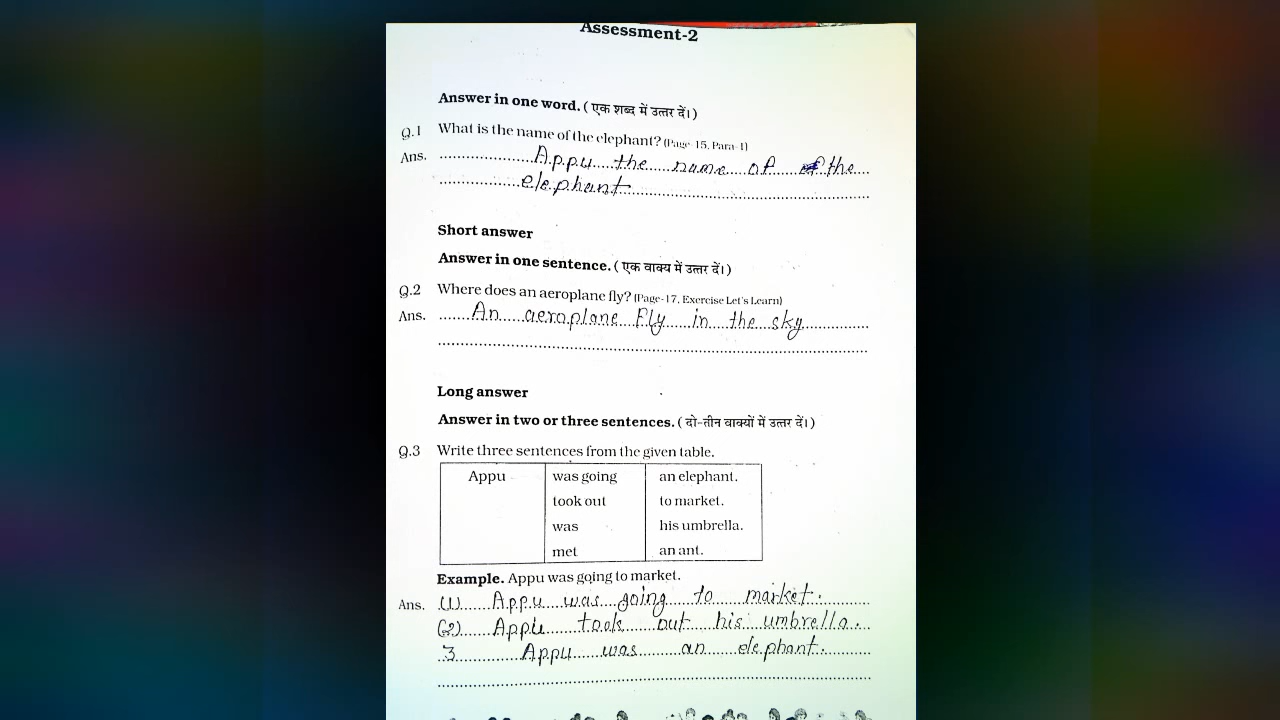 Assessment-2
Answer in one word. ( एक शब्द में उत्तर दें। )
Q.1 What is the name of the elephant? (Page-15, Para-1)
Ans. Appu the name of the
elephant
Short answer
Answer in one sentence. ( एक वाक्य में उत्तर दें। )
Q.2 Where does an aeroplane fly? (Page-17, Exercise Let's Learn)
Ans. An aeroplane fly in the sky
Long answer
Answer in two or three sentences. ( दो-तीन वाक्यों में उत्तर दें। )
Q.3 Write three sentences from the given table.
Appu was going an elephant.
took out to market.
was his umbrella.
met an ant.
Example. Appu was going to market.
Ans. (1) Appu was going to market.
(2) Appu took out his umbrella.
3 Appu was an elephant.